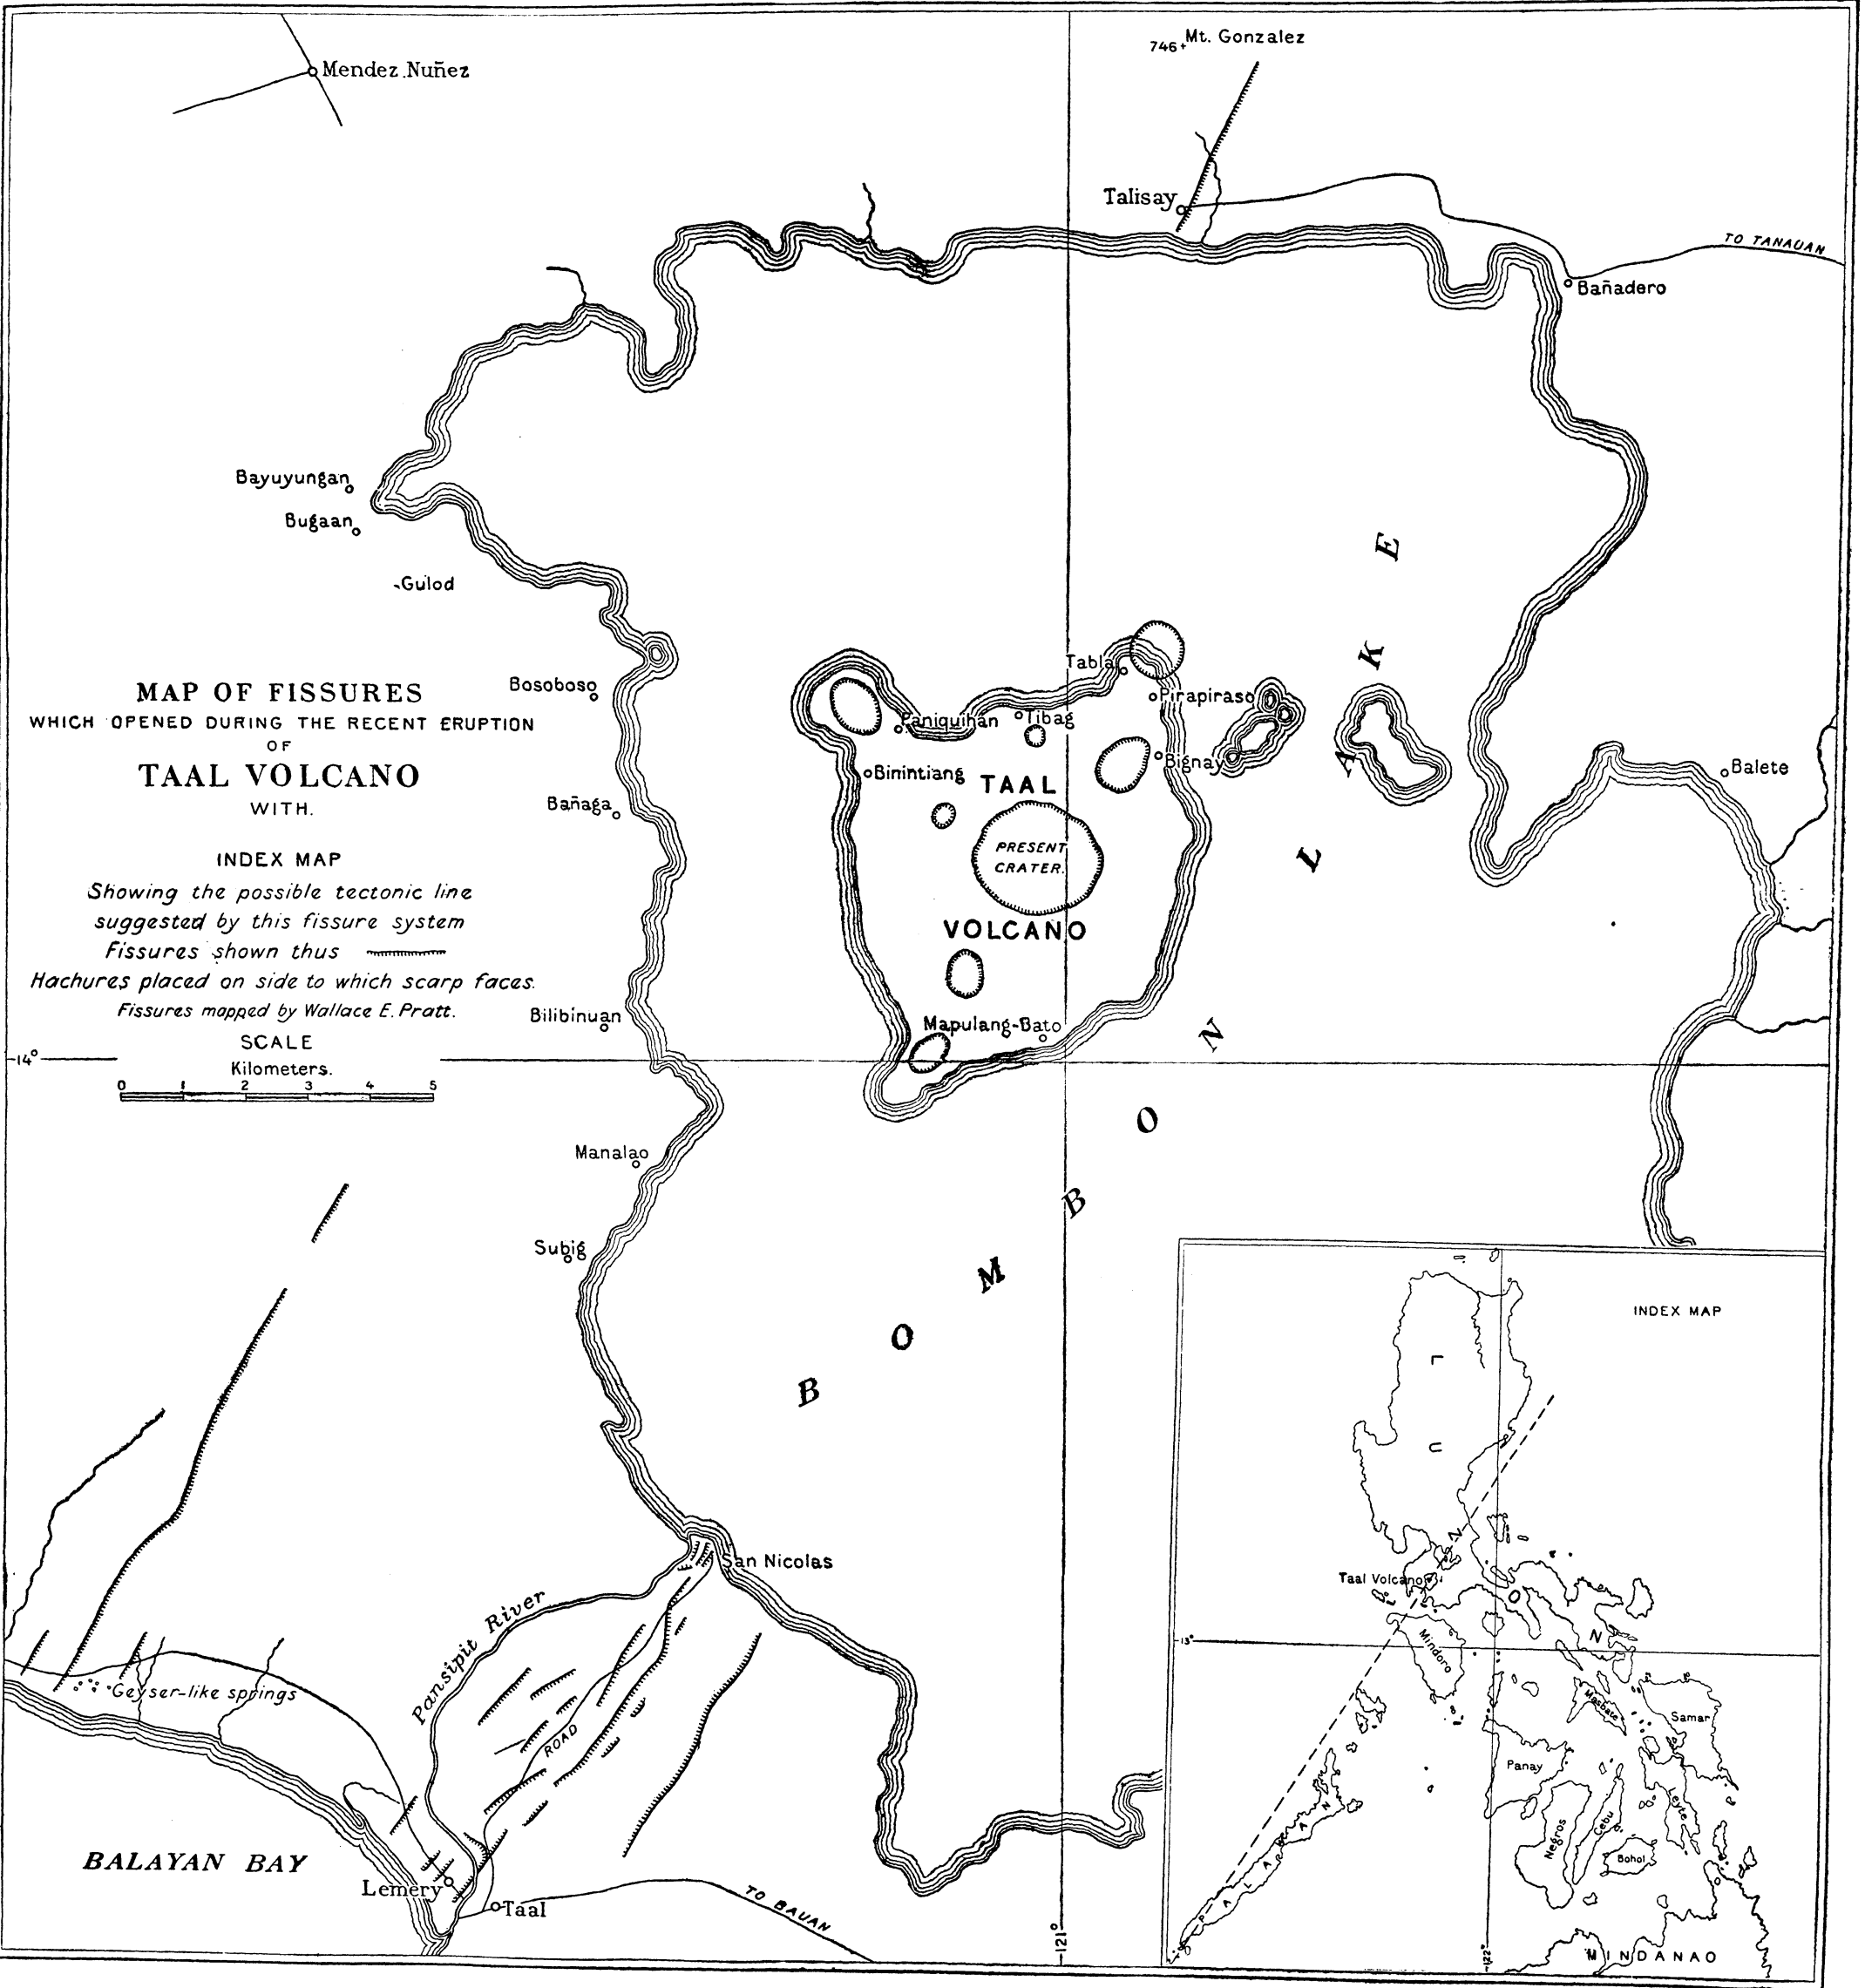 Mendez Nuñez
746+ Mt. Gonzalez
Talisay
TO TANAUAN
Bañadero
Bayuyungan
Bugaan
Gulod
MAP OF FISSURES
WHICH OPENED DURING THE RECENT ERUPTION
OF
TAAL VOLCANO
WITH.
INDEX MAP
Showing the possible tectonic line
suggested by this fissure system
Fissures shown thus
Hachures placed on side to which scarp faces.
Fissures mapped by Wallace E. Pratt.
SCALE
Kilometers.
0 1 2 3 4 5
14°
Bosoboso
Bañaga
Bilibinuan
Manalao
Subig
Tabla
Pirapiraso
Paniquihan
Tibag
Binintiang
Bignay
TAAL
PRESENT
CRATER.
VOLCANO
Mapulang-Bato
Balete
BOMBON LAKE
San Nicolas
Pansipit River
ROAD
Geyser-like springs
BALAYAN BAY
Lemery
Taal
TO BAUAN
121°
INDEX MAP
LUZON
Taal Volcano
13°
Mindoro
Masbate
Samar
Panay
Negros
Cebu
Leyte
Bohol
PALAWAN
122°
MINDANAO